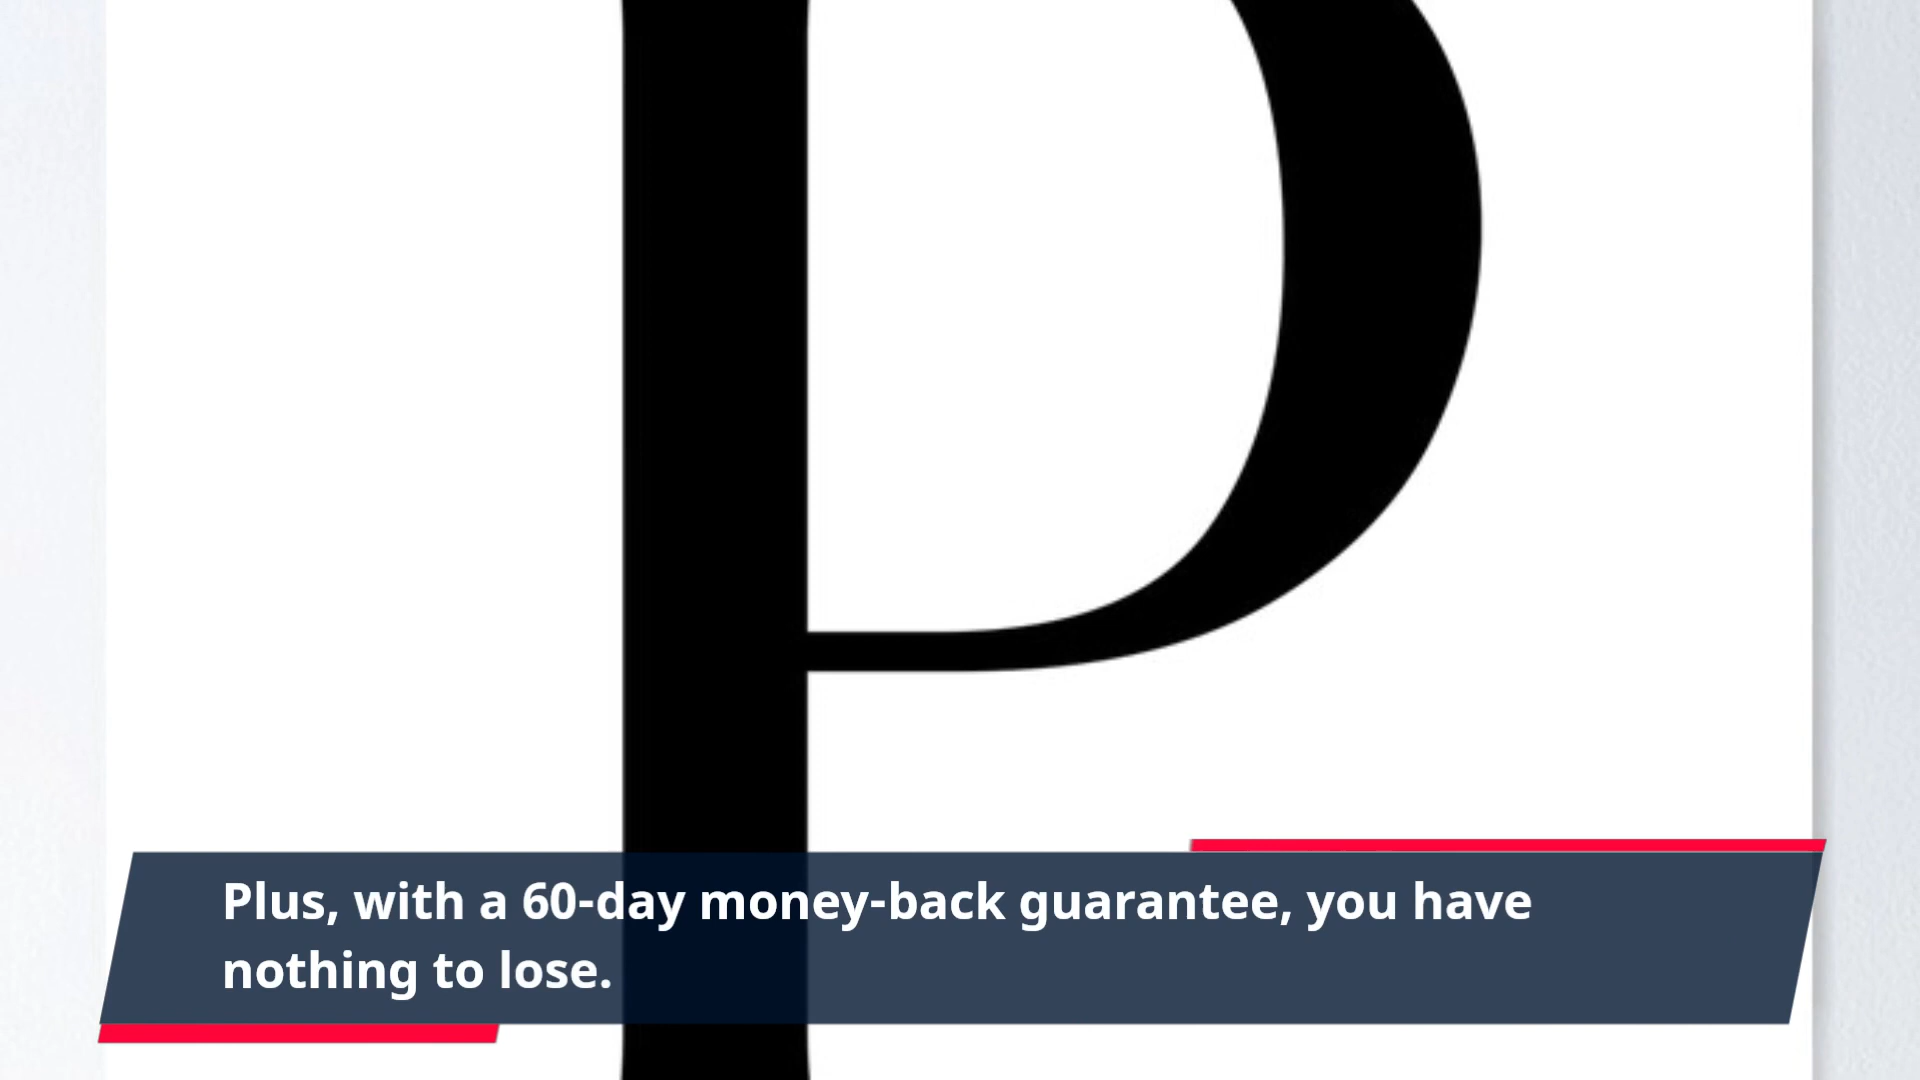 P
Plus, with a 60-day money-back guarantee, you have
nothing to lose.